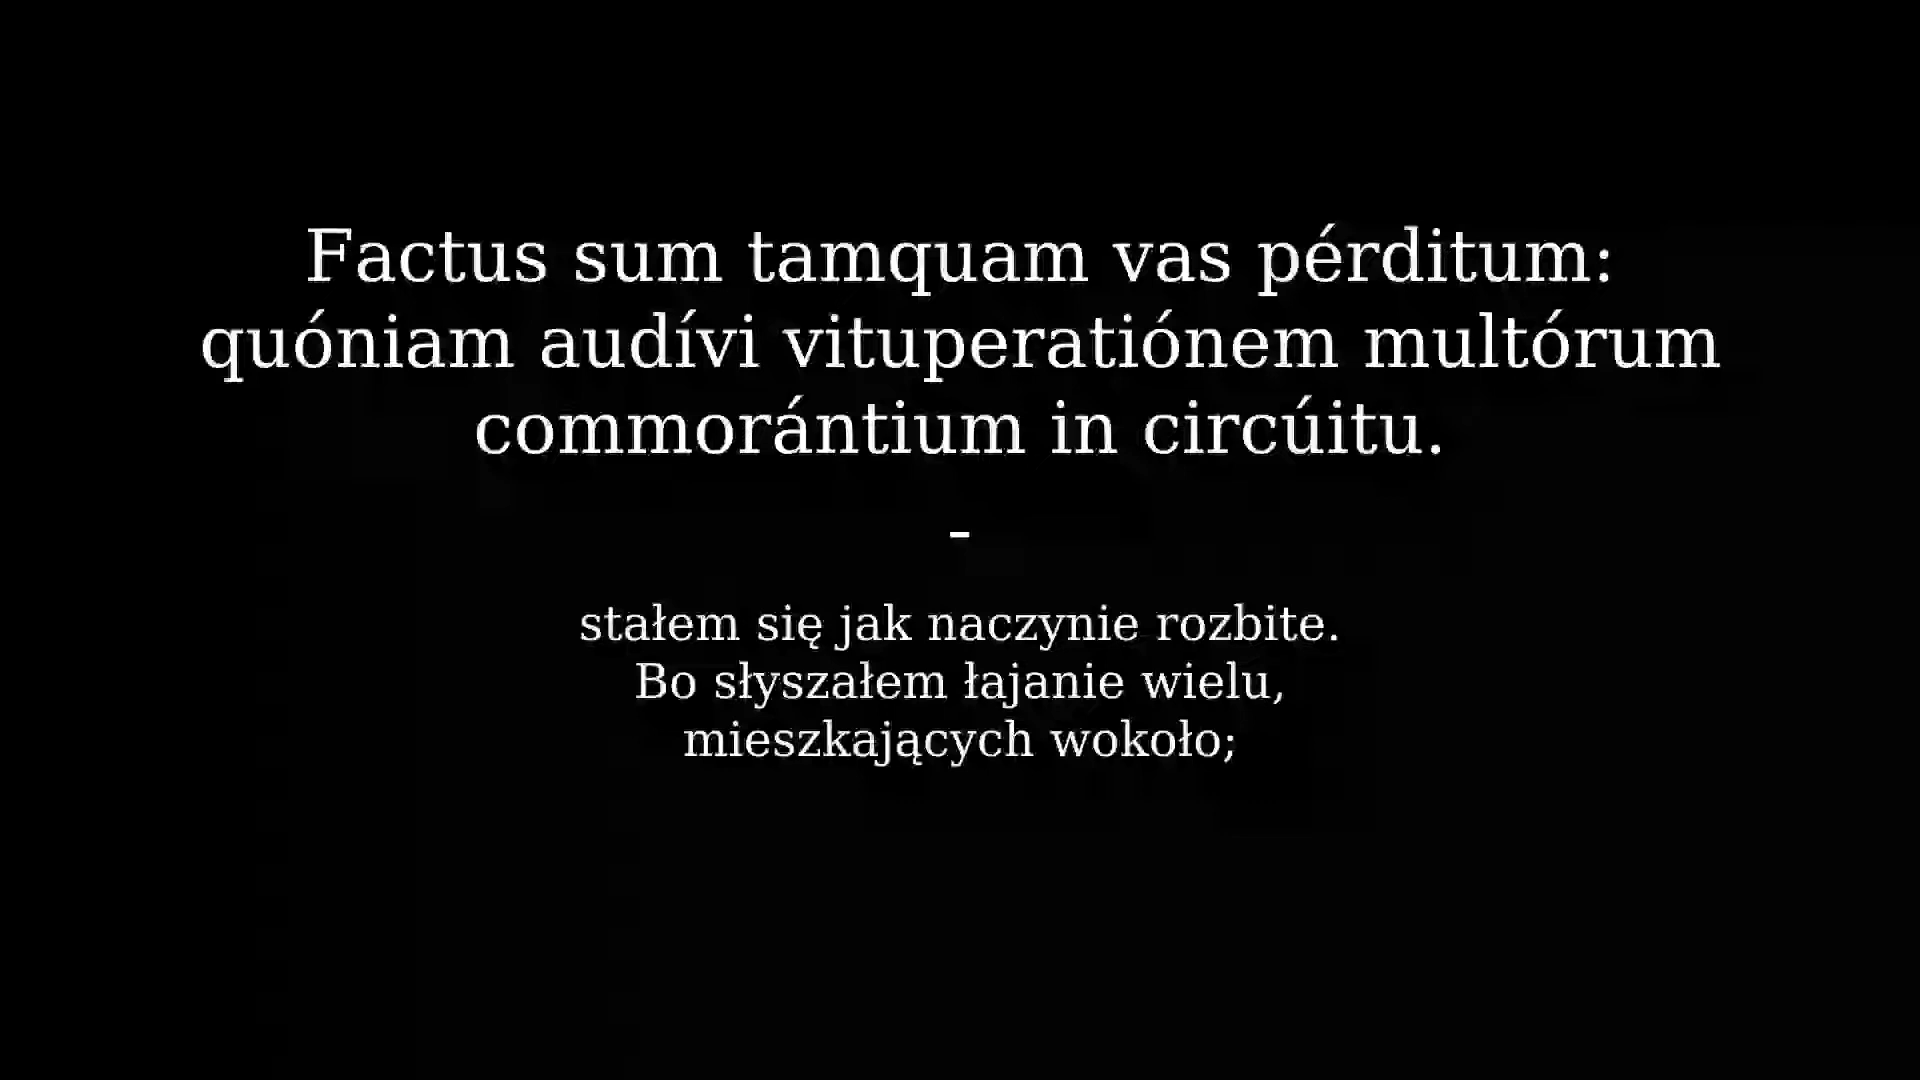 Factus sum tamquam vas pérditum:
quóniam audívi vituperatiónem multórum
commorántium in circúitu.
-
stałem się jak naczynie rozbite.
Bo słyszałem łajanie wielu,
mieszkających wokoło;